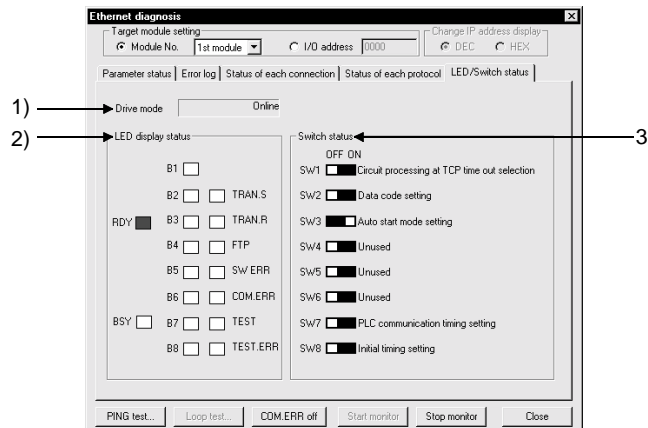 Ethernet diagnosis
Target module setting
Module No. 1st module I/O address 0000
Change IP address display
DEC HEX
Parameter status Error log Status of each connection Status of each protocol LED/Switch status
1)
Drive mode Online
2)
LED display status
B1
B2 TRAN.S
RDY B3 TRAN.R
B4 FTP
B5 SW.ERR
B6 COM.ERR
BSY B7 TEST
B8 TEST.ERR
Switch status
3
OFF ON
SW1 Circuit processing at TCP time out selection
SW2 Data code setting
SW3 Auto start mode setting
SW4 Unused
SW5 Unused
SW6 Unused
SW7 PLC communication timing setting
SW8 Initial timing setting
PING test... Loop test... COM.ERR off Start monitor Stop monitor Close